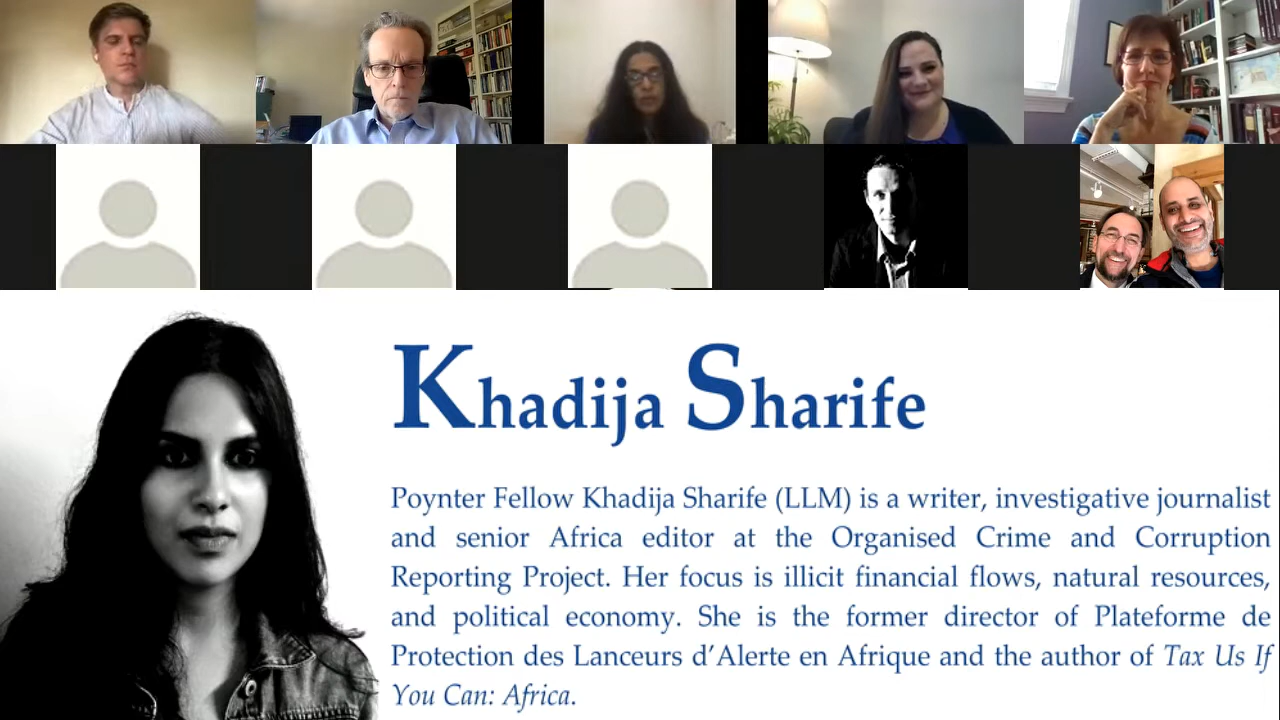 Khadija Sharife
Poynter Fellow Khadija Sharife (LLM) is a writer, investigative journalist
and senior Africa editor at the Organised Crime and Corruption
Reporting Project. Her focus is illicit financial flows, natural resources,
and political economy. She is the former director of Plateforme de
Protection des Lanceurs d’Alerte en Afrique and the author of Tax Us If
You Can: Africa.